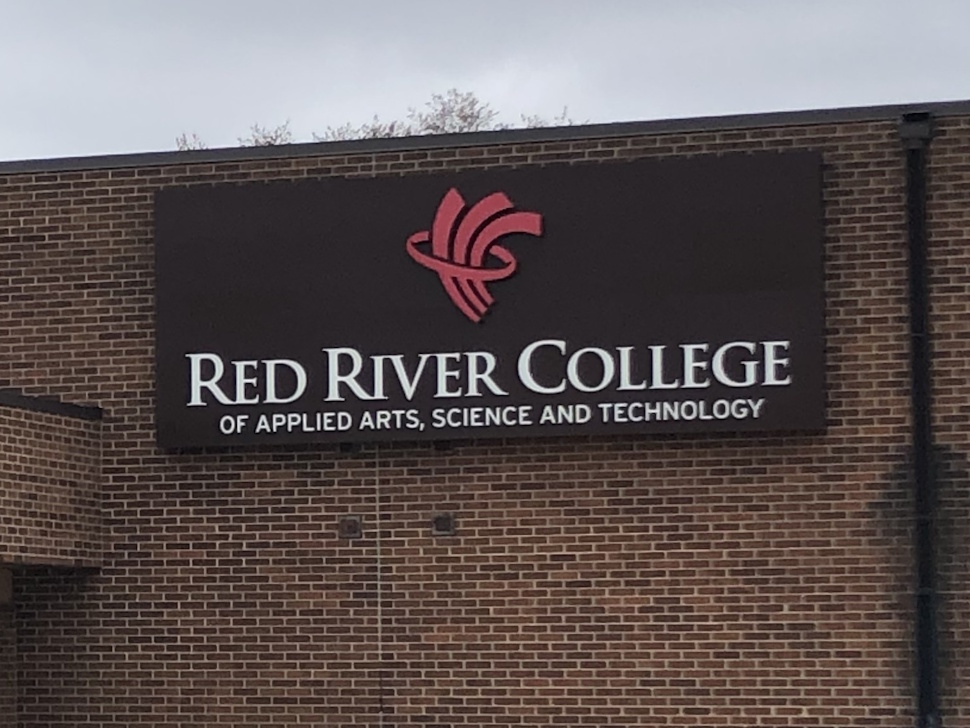 RED RIVER COLLEGE
OF APPLIED ARTS, SCIENCE AND TECHNOLOGY